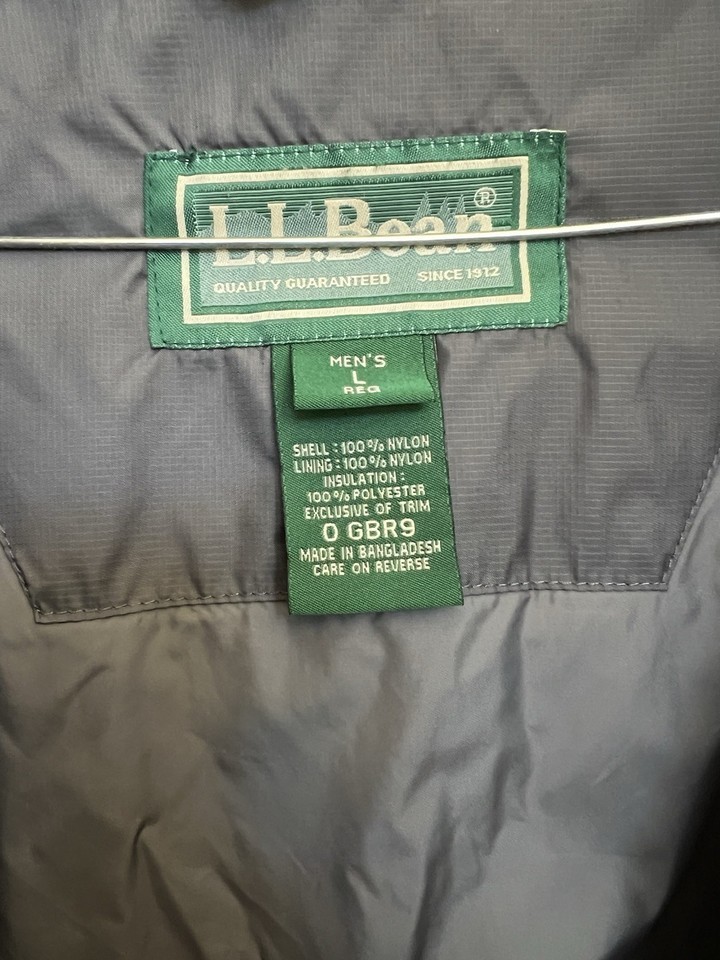 L.L.Bean®
QUALITY GUARANTEED SINCE 1912
MEN'S
L
REG
SHELL : 100% NYLON
LINING : 100% NYLON
INSULATION :
100% POLYESTER
EXCLUSIVE OF TRIM
0 GBR9
MADE IN BANGLADESH
CARE ON REVERSE